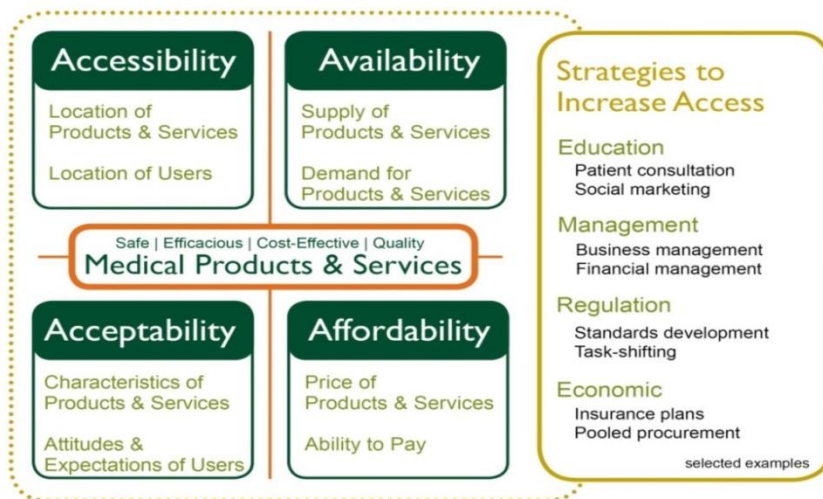 Accessibility
Location of
Products & Services
Location of Users
Availability
Supply of
Products & Services
Demand for
Products & Services
Safe | Efficacious | Cost-Effective | Quality
Medical Products & Services
Acceptability
Characteristics of
Products & Services
Attitudes &
Expectations of Users
Affordability
Price of
Products & Services
Ability to Pay
Strategies to
Increase Access
Education
Patient consultation
Social marketing
Management
Business management
Financial management
Regulation
Standards development
Task-shifting
Economic
Insurance plans
Pooled procurement
selected examples